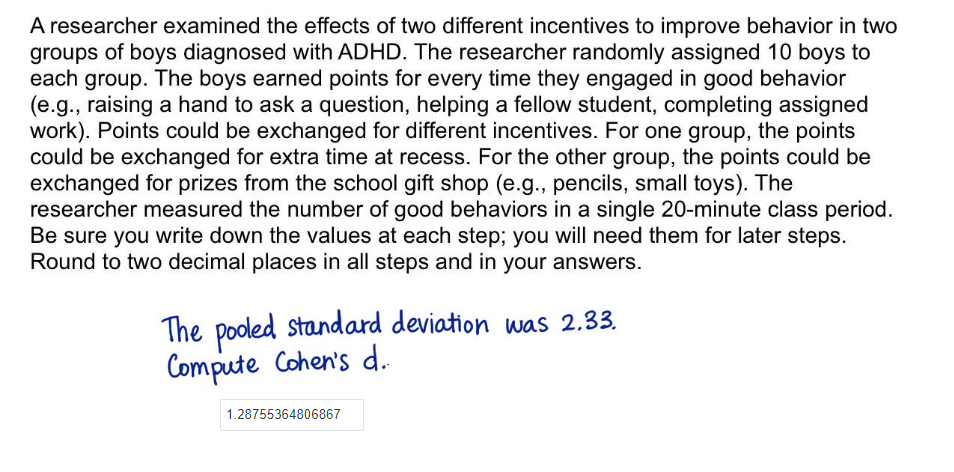 A researcher examined the effects of two different incentives to improve behavior in two
groups of boys diagnosed with ADHD. The researcher randomly assigned 10 boys to
each group. The boys earned points for every time they engaged in good behavior
(e.g., raising a hand to ask a question, helping a fellow student, completing assigned
work). Points could be exchanged for different incentives. For one group, the points
could be exchanged for extra time at recess. For the other group, the points could be
exchanged for prizes from the school gift shop (e.g., pencils, small toys). The
researcher measured the number of good behaviors in a single 20-minute class period.
Be sure you write down the values at each step; you will need them for later steps.
Round to two decimal places in all steps and in your answers.
The pooled standard deviation was 2.33.
Compute Cohen's d.
1.28755364806867